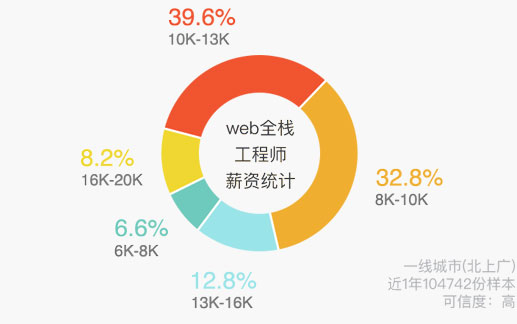 39.6%
10K-13K
web全栈
工程师
薪资统计
8.2%
16K-20K
32.8%
8K-10K
6.6%
6K-8K
12.8%
13K-16K
一线城市(北上广)
近1年104742份样本
可信度：高